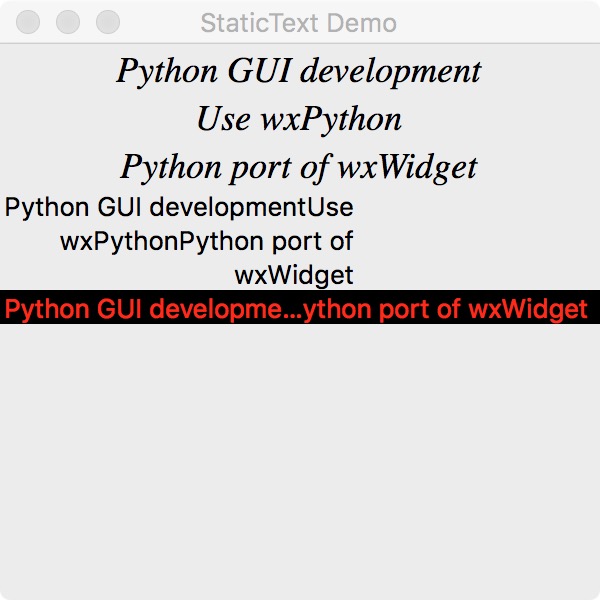 StaticText Demo
Python GUI development
Use wxPython
Python port of wxWidget
Python GUI developmentUse
wxPythonPython port of
wxWidget
Python GUI developme…ython port of wxWidget